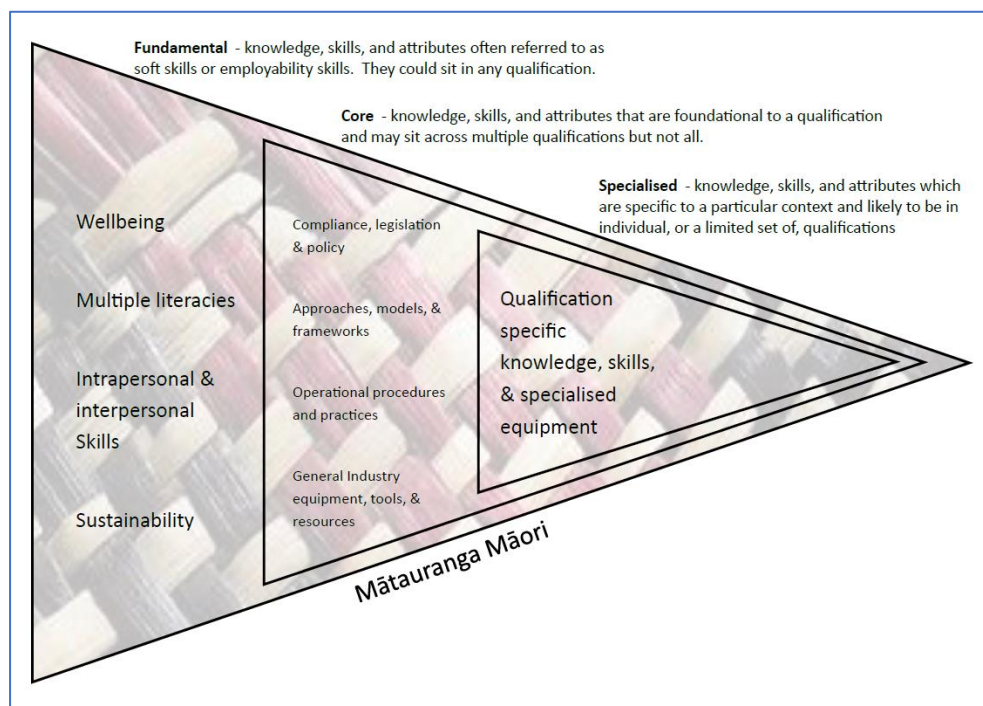 Fundamental - knowledge, skills, and attributes often referred to as
soft skills or employability skills. They could sit in any qualification.
Core - knowledge, skills, and attributes that are foundational to a qualification
and may sit across multiple qualifications but not all.
Specialised - knowledge, skills, and attributes which
are specific to a particular context and likely to be in
individual, or a limited set of, qualifications
Wellbeing
Multiple literacies
Intrapersonal &
interpersonal
Skills
Sustainability
Compliance, legislation
& policy
Approaches, models, &
frameworks
Operational procedures
and practices
General Industry
equipment, tools, &
resources
Qualification
specific
knowledge, skills,
& specialised
equipment
Mātauranga Māori